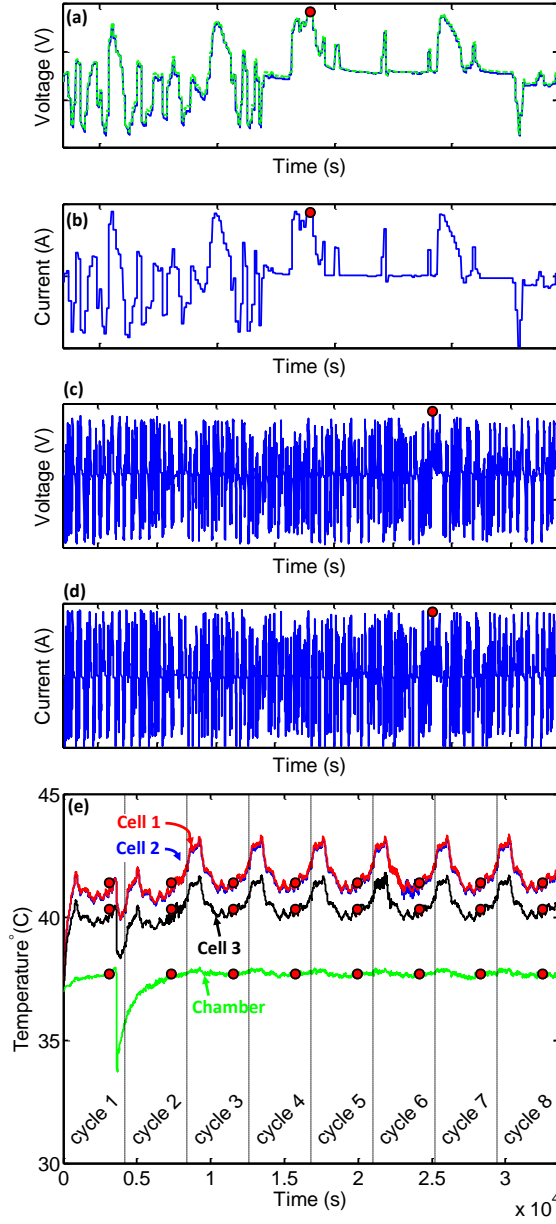 (a)
Voltage (V)
Time (s)
(b)
Current (A)
Time (s)
(c)
Voltage (V)
Time (s)
(d)
Current (A)
Time (s)
(e)
45
Cell 1
Cell 2
40
Cell 3
Temperature° (C)
Chamber
35
cycle 1
cycle 2
cycle 3
cycle 4
cycle 5
cycle 6
cycle 7
cycle 8
30
0 0.5 1 1.5 2 2.5 3
Time (s)
x 10⁴